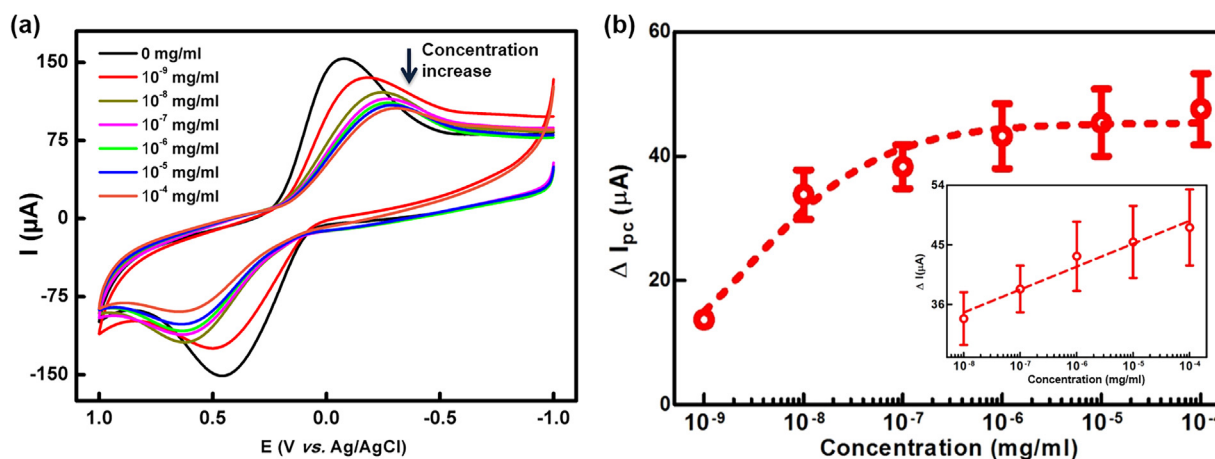 (a)
150
75
0
-75
-150
I (µA)
0 mg/ml
10⁻⁹ mg/ml
10⁻⁸ mg/ml
10⁻⁷ mg/ml
10⁻⁶ mg/ml
10⁻⁵ mg/ml
10⁻⁴ mg/ml
Concentration
increase
1.0 0.5 0.0 -0.5 -1.0
E (V vs. Ag/AgCl)
(b)
60
40
20
0
Δ Ipc (µA)
10⁻⁹ 10⁻⁸ 10⁻⁷ 10⁻⁶ 10⁻⁵ 10⁻⁴
Concentration (mg/ml)
54
45
36
Δ I(µA)
10⁻⁸ 10⁻⁷ 10⁻⁶ 10⁻⁵ 10⁻⁴
Concentration (mg/ml)